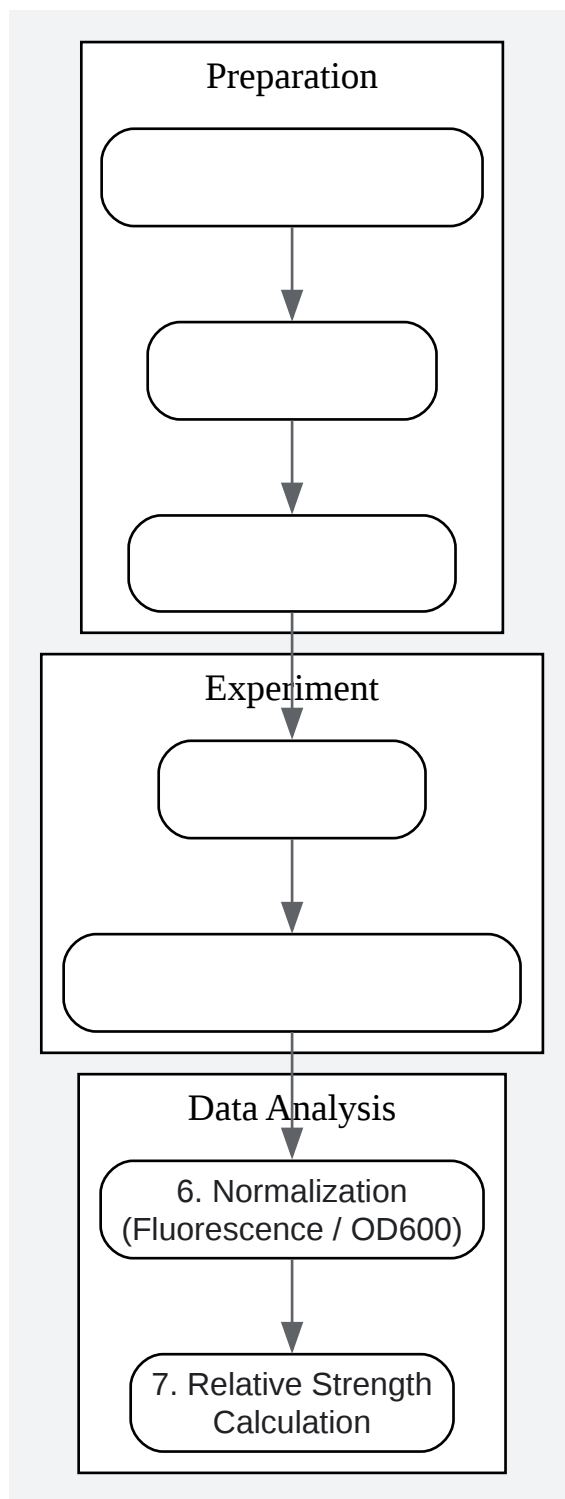 Preparation
Experiment
Data Analysis
6. Normalization
(Fluorescence / OD600)
7. Relative Strength
Calculation